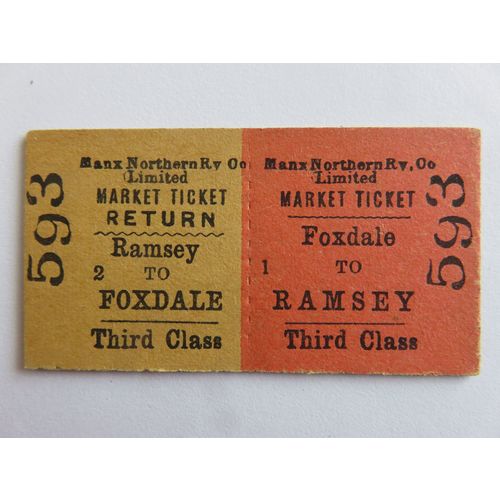 593
Manx Northern Ry Co
Limited
MARKET TICKET
RETURN
Ramsey
2 TO
FOXDALE
Third Class
Manx Northern Ry, Co
Limited
MARKET TICKET
Foxdale
1 TO
RAMSEY
Third Class
593